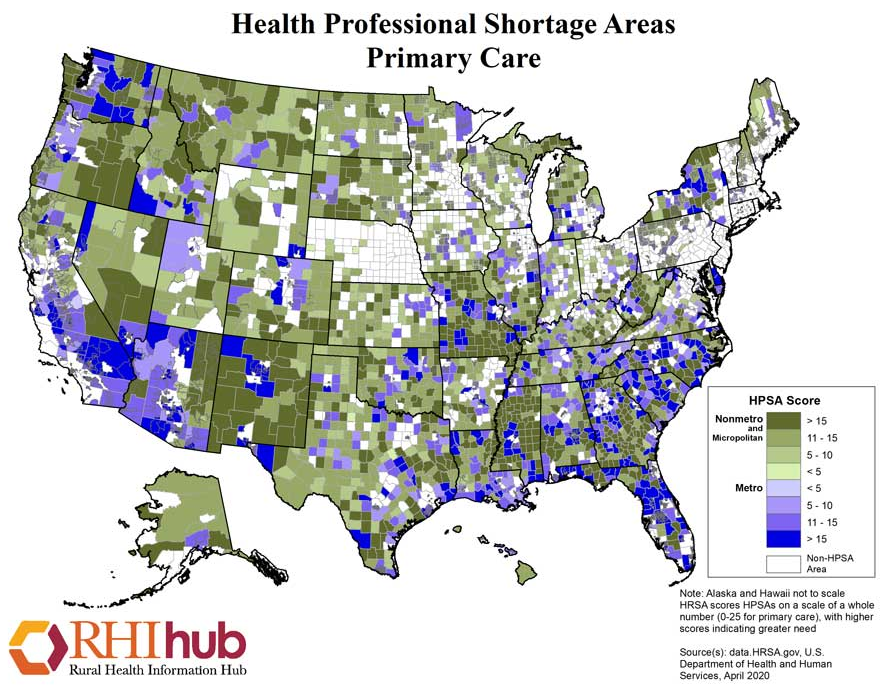 Health Professional Shortage Areas
Primary Care
HPSA Score
Nonmetro
and
Micropolitan
> 15
11 - 15
5 - 10
< 5
Metro
< 5
5 - 10
11 - 15
> 15
Non-HPSA
Area
Note: Alaska and Hawaii not to scale
HRSA scores HPSAs on a scale of a whole
number (0-25 for primary care), with higher
scores indicating greater need
Source(s): data.HRSA.gov, U.S.
Department of Health and Human
Services, April 2020
RHIhub
Rural Health Information Hub